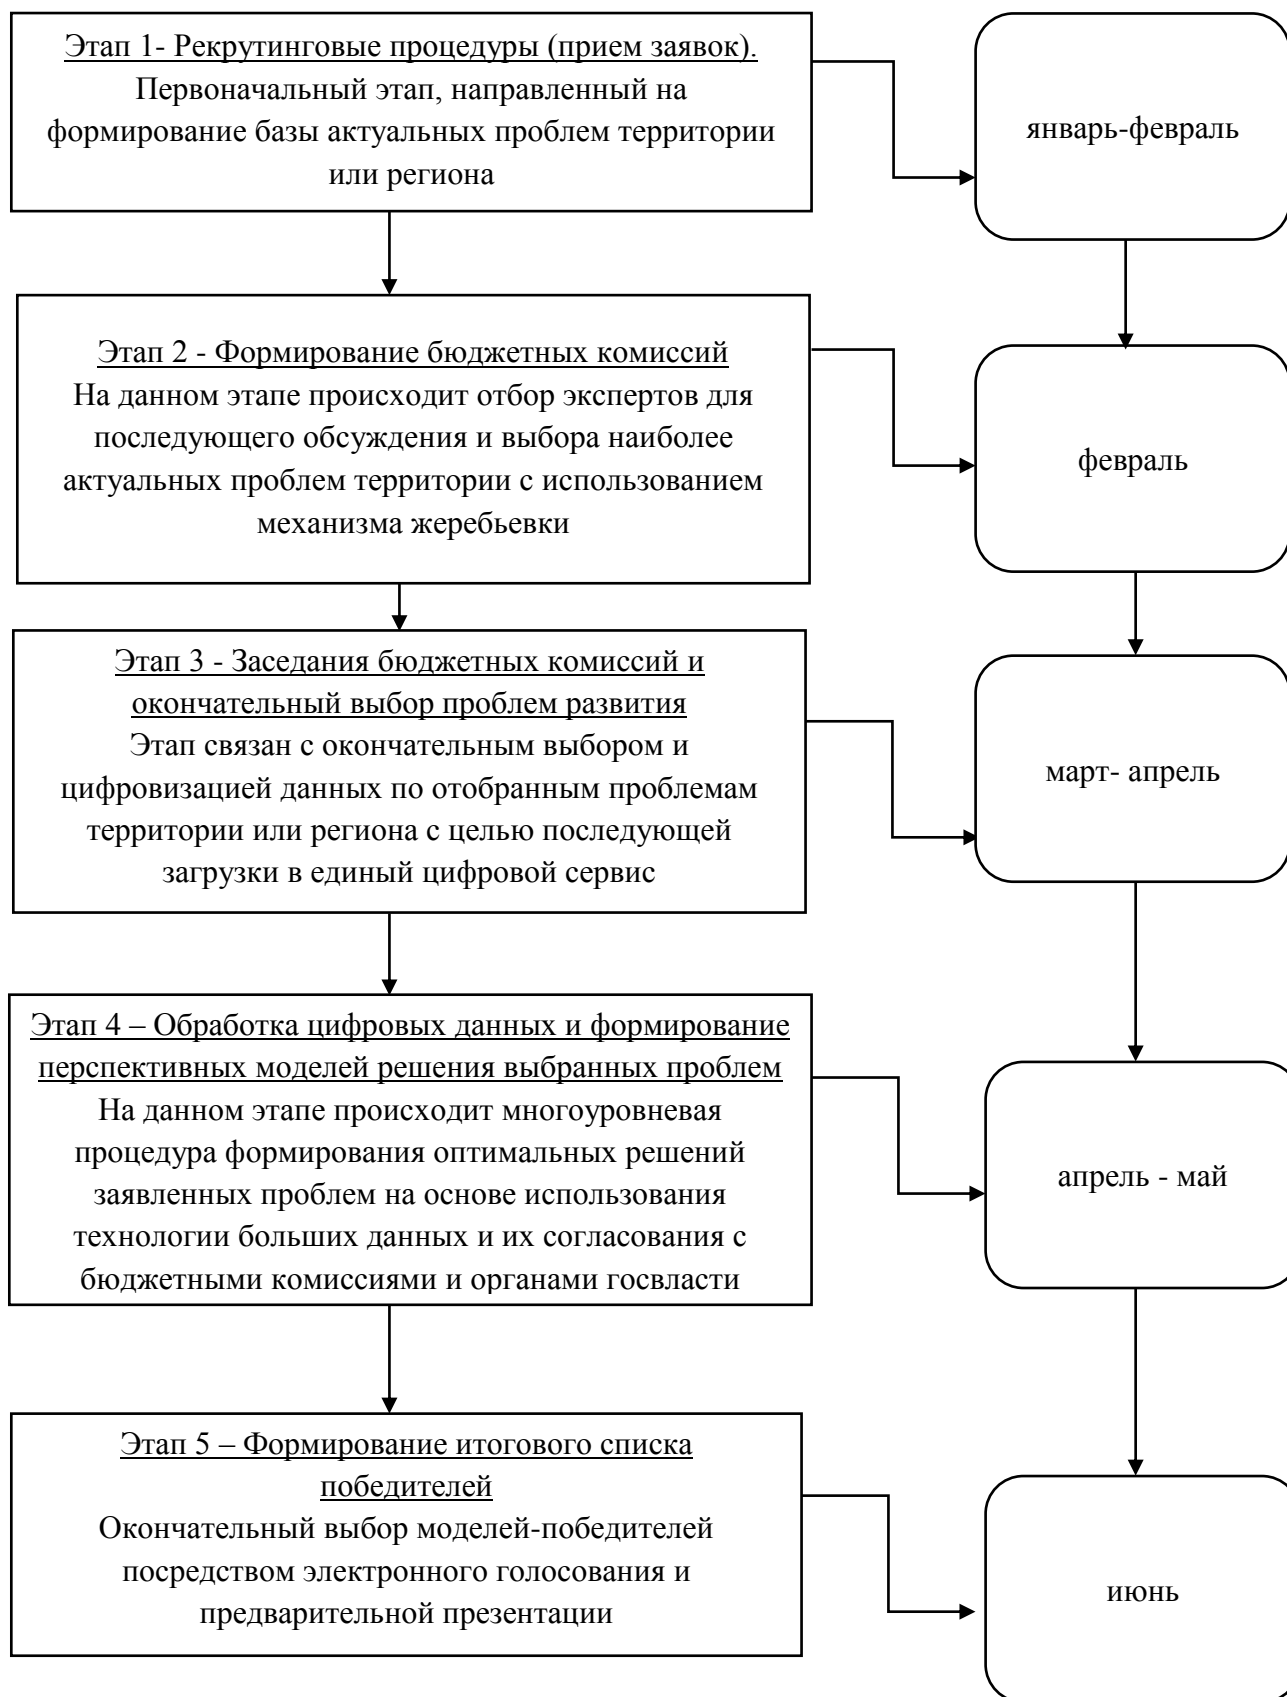 Этап 1- Рекрутинговые процедуры (прием заявок).
Первоначальный этап, направленный на
формирование базы актуальных проблем территории
или региона
январь-февраль
Этап 2 - Формирование бюджетных комиссий
На данном этапе происходит отбор экспертов для
последующего обсуждения и выбора наиболее
актуальных проблем территории с использованием
механизма жеребьевки
февраль
Этап 3 - Заседания бюджетных комиссий и
окончательный выбор проблем развития
Этап связан с окончательным выбором и
цифровизацией данных по отобранным проблемам
территории или региона с целью последующей
загрузки в единый цифровой сервис
март- апрель
Этап 4 – Обработка цифровых данных и формирование
перспективных моделей решения выбранных проблем
На данном этапе происходит многоуровневая
процедура формирования оптимальных решений
заявленных проблем на основе использования
технологии больших данных и их согласования с
бюджетными комиссиями и органами госвласти
апрель - май
Этап 5 – Формирование итогового списка
победителей
Окончательный выбор моделей-победителей
посредством электронного голосования и
предварительной презентации
июнь